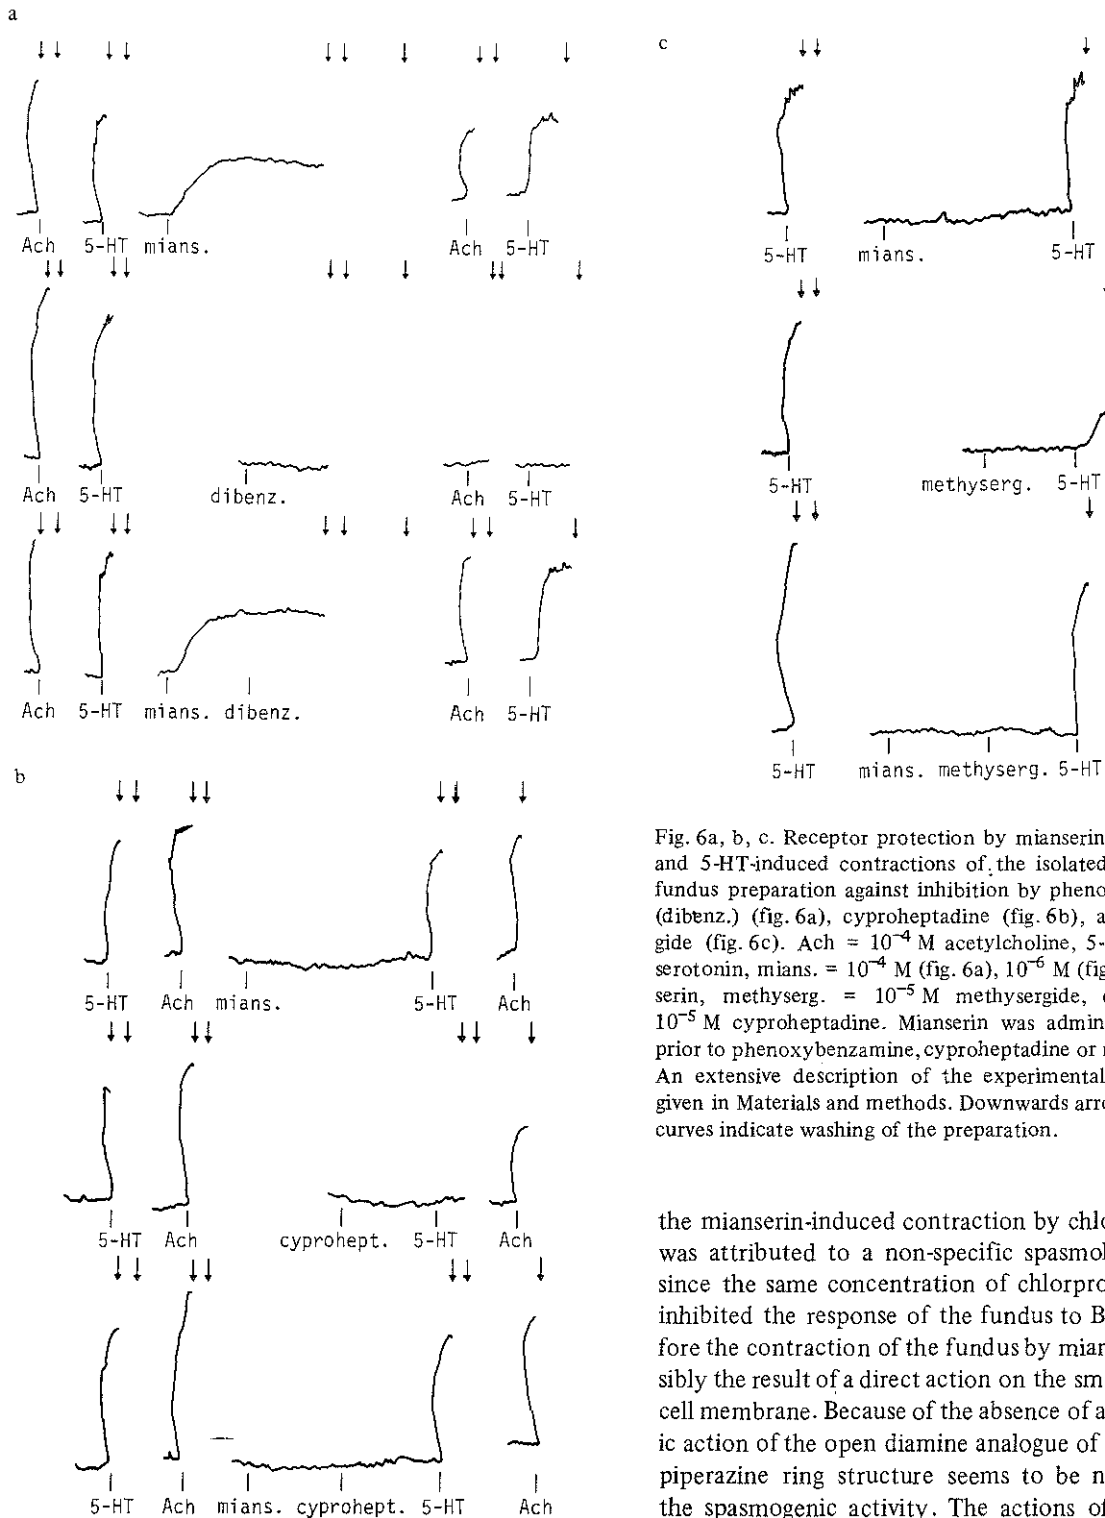 a
Ach 5-HT mians. Ach 5-HT
Ach 5-HT dibenz. Ach 5-HT
Ach 5-HT mians. dibenz. Ach 5-HT
b
5-HT Ach mians. 5-HT Ach
5-HT Ach cyprohept. 5-HT Ach
5-HT Ach mians. cyprohept. 5-HT Ach
c
5-HT mians. 5-HT
5-HT methyserg. 5-HT
5-HT mians. methyserg. 5-HT
Fig. 6a, b, c. Receptor protection by mianserin
and 5-HT-induced contractions of the isolated
fundus preparation against inhibition by pheno
(dibenz.) (fig. 6a), cyproheptadine (fig. 6b), a
gide (fig. 6c). Ach = 10⁻⁴ M acetylcholine, 5-
serotonin, mians. = 10⁻⁴ M (fig. 6a), 10⁻⁶ M (fig
serin, methyserg. = 10⁻⁵ M methysergide,
10⁻⁵ M cyproheptadine. Mianserin was admin
prior to phenoxybenzamine, cyproheptadine or
An extensive description of the experimental
given in Materials and methods. Downwards arr
curves indicate washing of the preparation.
the mianserin-induced contraction by chl
was attributed to a non-specific spasmol
since the same concentration of chlorpro
inhibited the response of the fundus to B
fore the contraction of the fundus by mian
sibly the result of a direct action on the sm
cell membrane. Because of the absence of a
ic action of the open diamine analogue of
piperazine ring structure seems to be n
the spasmogenic activity. The actions of